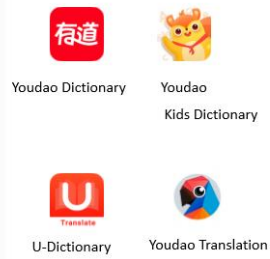 有道
Youdao Dictionary
Youdao
Kids Dictionary
U
Translate
U-Dictionary
Youdao Translation